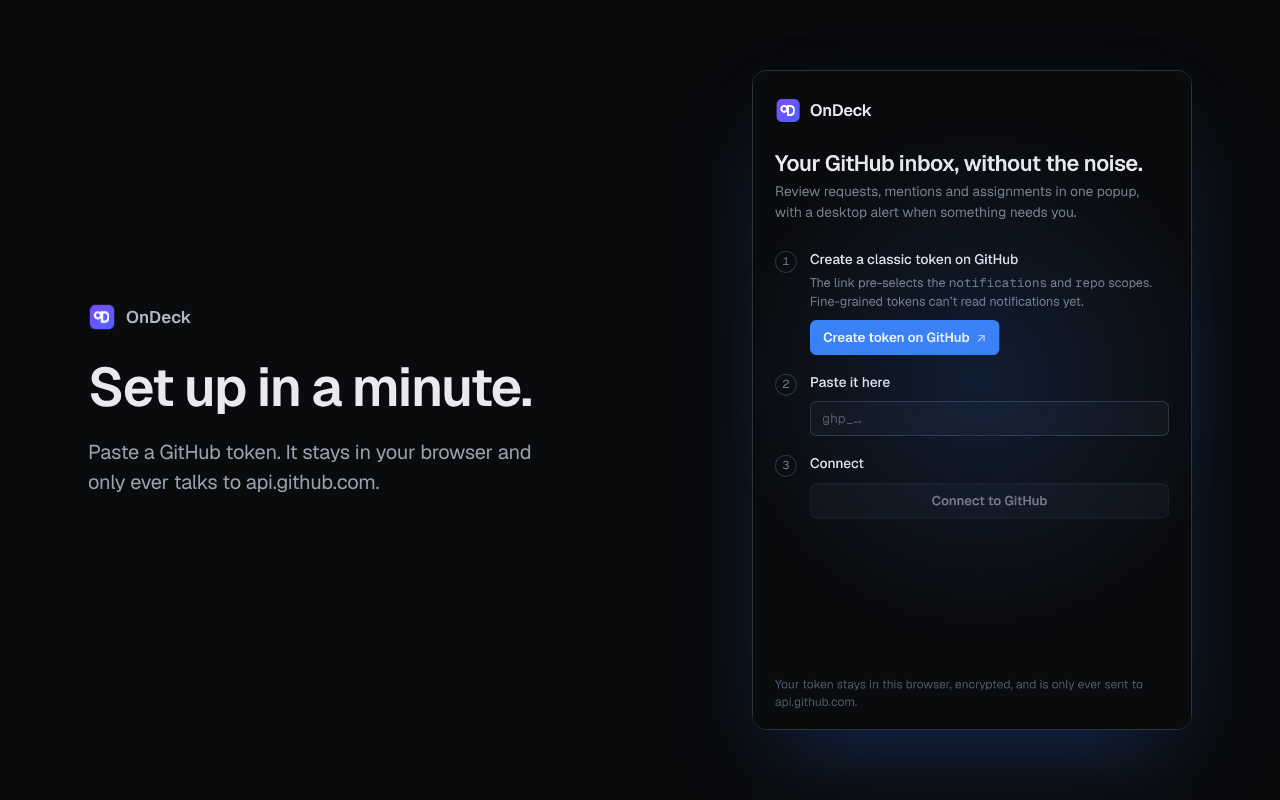 OnDeck
Set up in a minute.
Paste a GitHub token. It stays in your browser and
only ever talks to api.github.com.
OnDeck
Your GitHub inbox, without the noise.
Review requests, mentions and assignments in one popup,
with a desktop alert when something needs you.
1
Create a classic token on GitHub
The link pre-selects the notifications and repo scopes.
Fine-grained tokens can't read notifications yet.
Create token on GitHub ↗
2
Paste it here
ghp_…
3
Connect
Connect to GitHub
Your token stays in this browser, encrypted, and is only ever sent to
api.github.com.